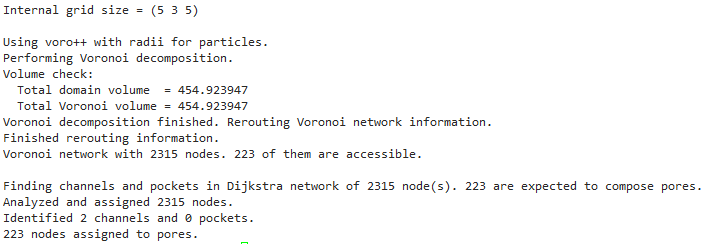 Internal grid size = (5 3 5)
Using voro++ with radii for particles.
Performing Voronoi decomposition.
Volume check:
  Total domain volume  = 454.923947
  Total Voronoi volume = 454.923947
Voronoi decomposition finished. Rerouting Voronoi network information.
Finished rerouting information.
Voronoi network with 2315 nodes. 223 of them are accessible.
Finding channels and pockets in Dijkstra network of 2315 node(s). 223 are expected to compose pores.
Analyzed and assigned 2315 nodes.
Identified 2 channels and 0 pockets.
223 nodes assigned to pores.